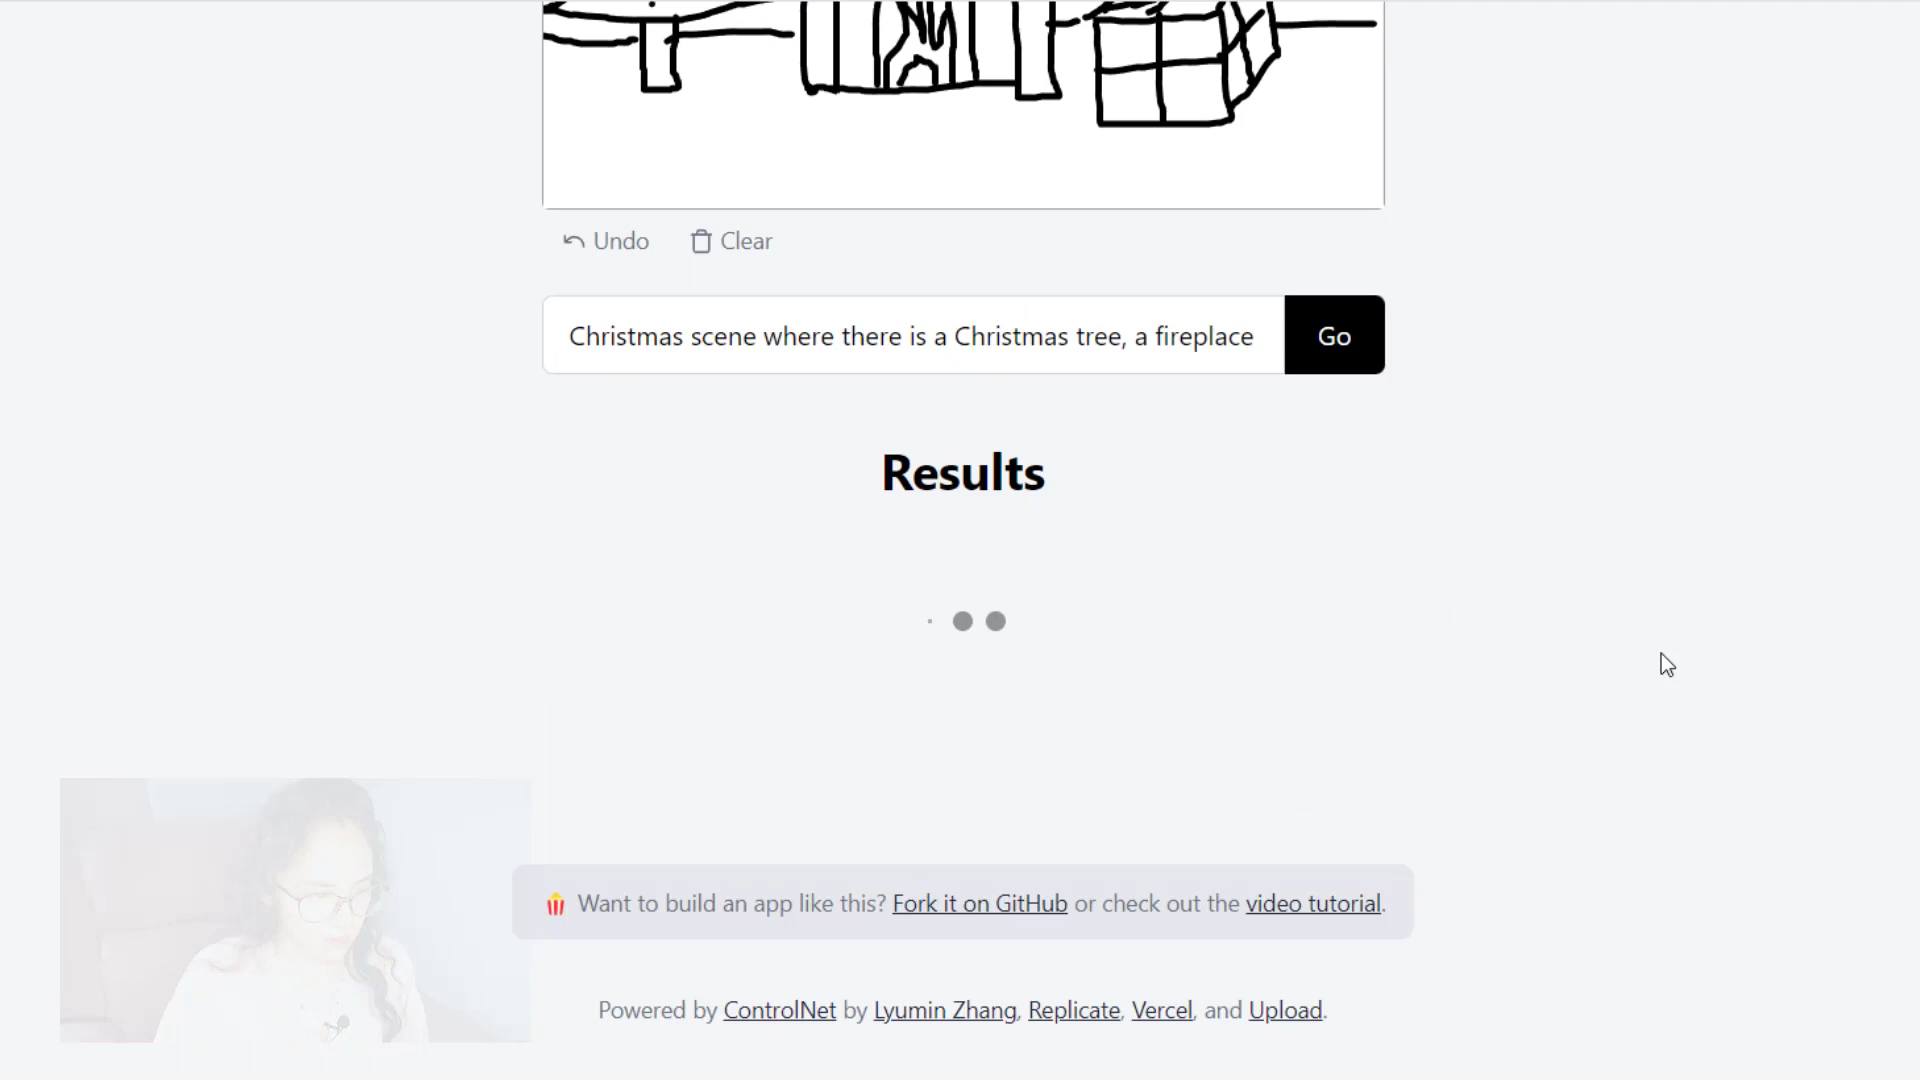 Undo
Clear
Christmas scene where there is a Christmas tree, a fireplace
Go
Results
Want to build an app like this? Fork it on GitHub or check out the video tutorial.
Powered by ControlNet by Lyumin Zhang, Replicate, Vercel, and Upload.